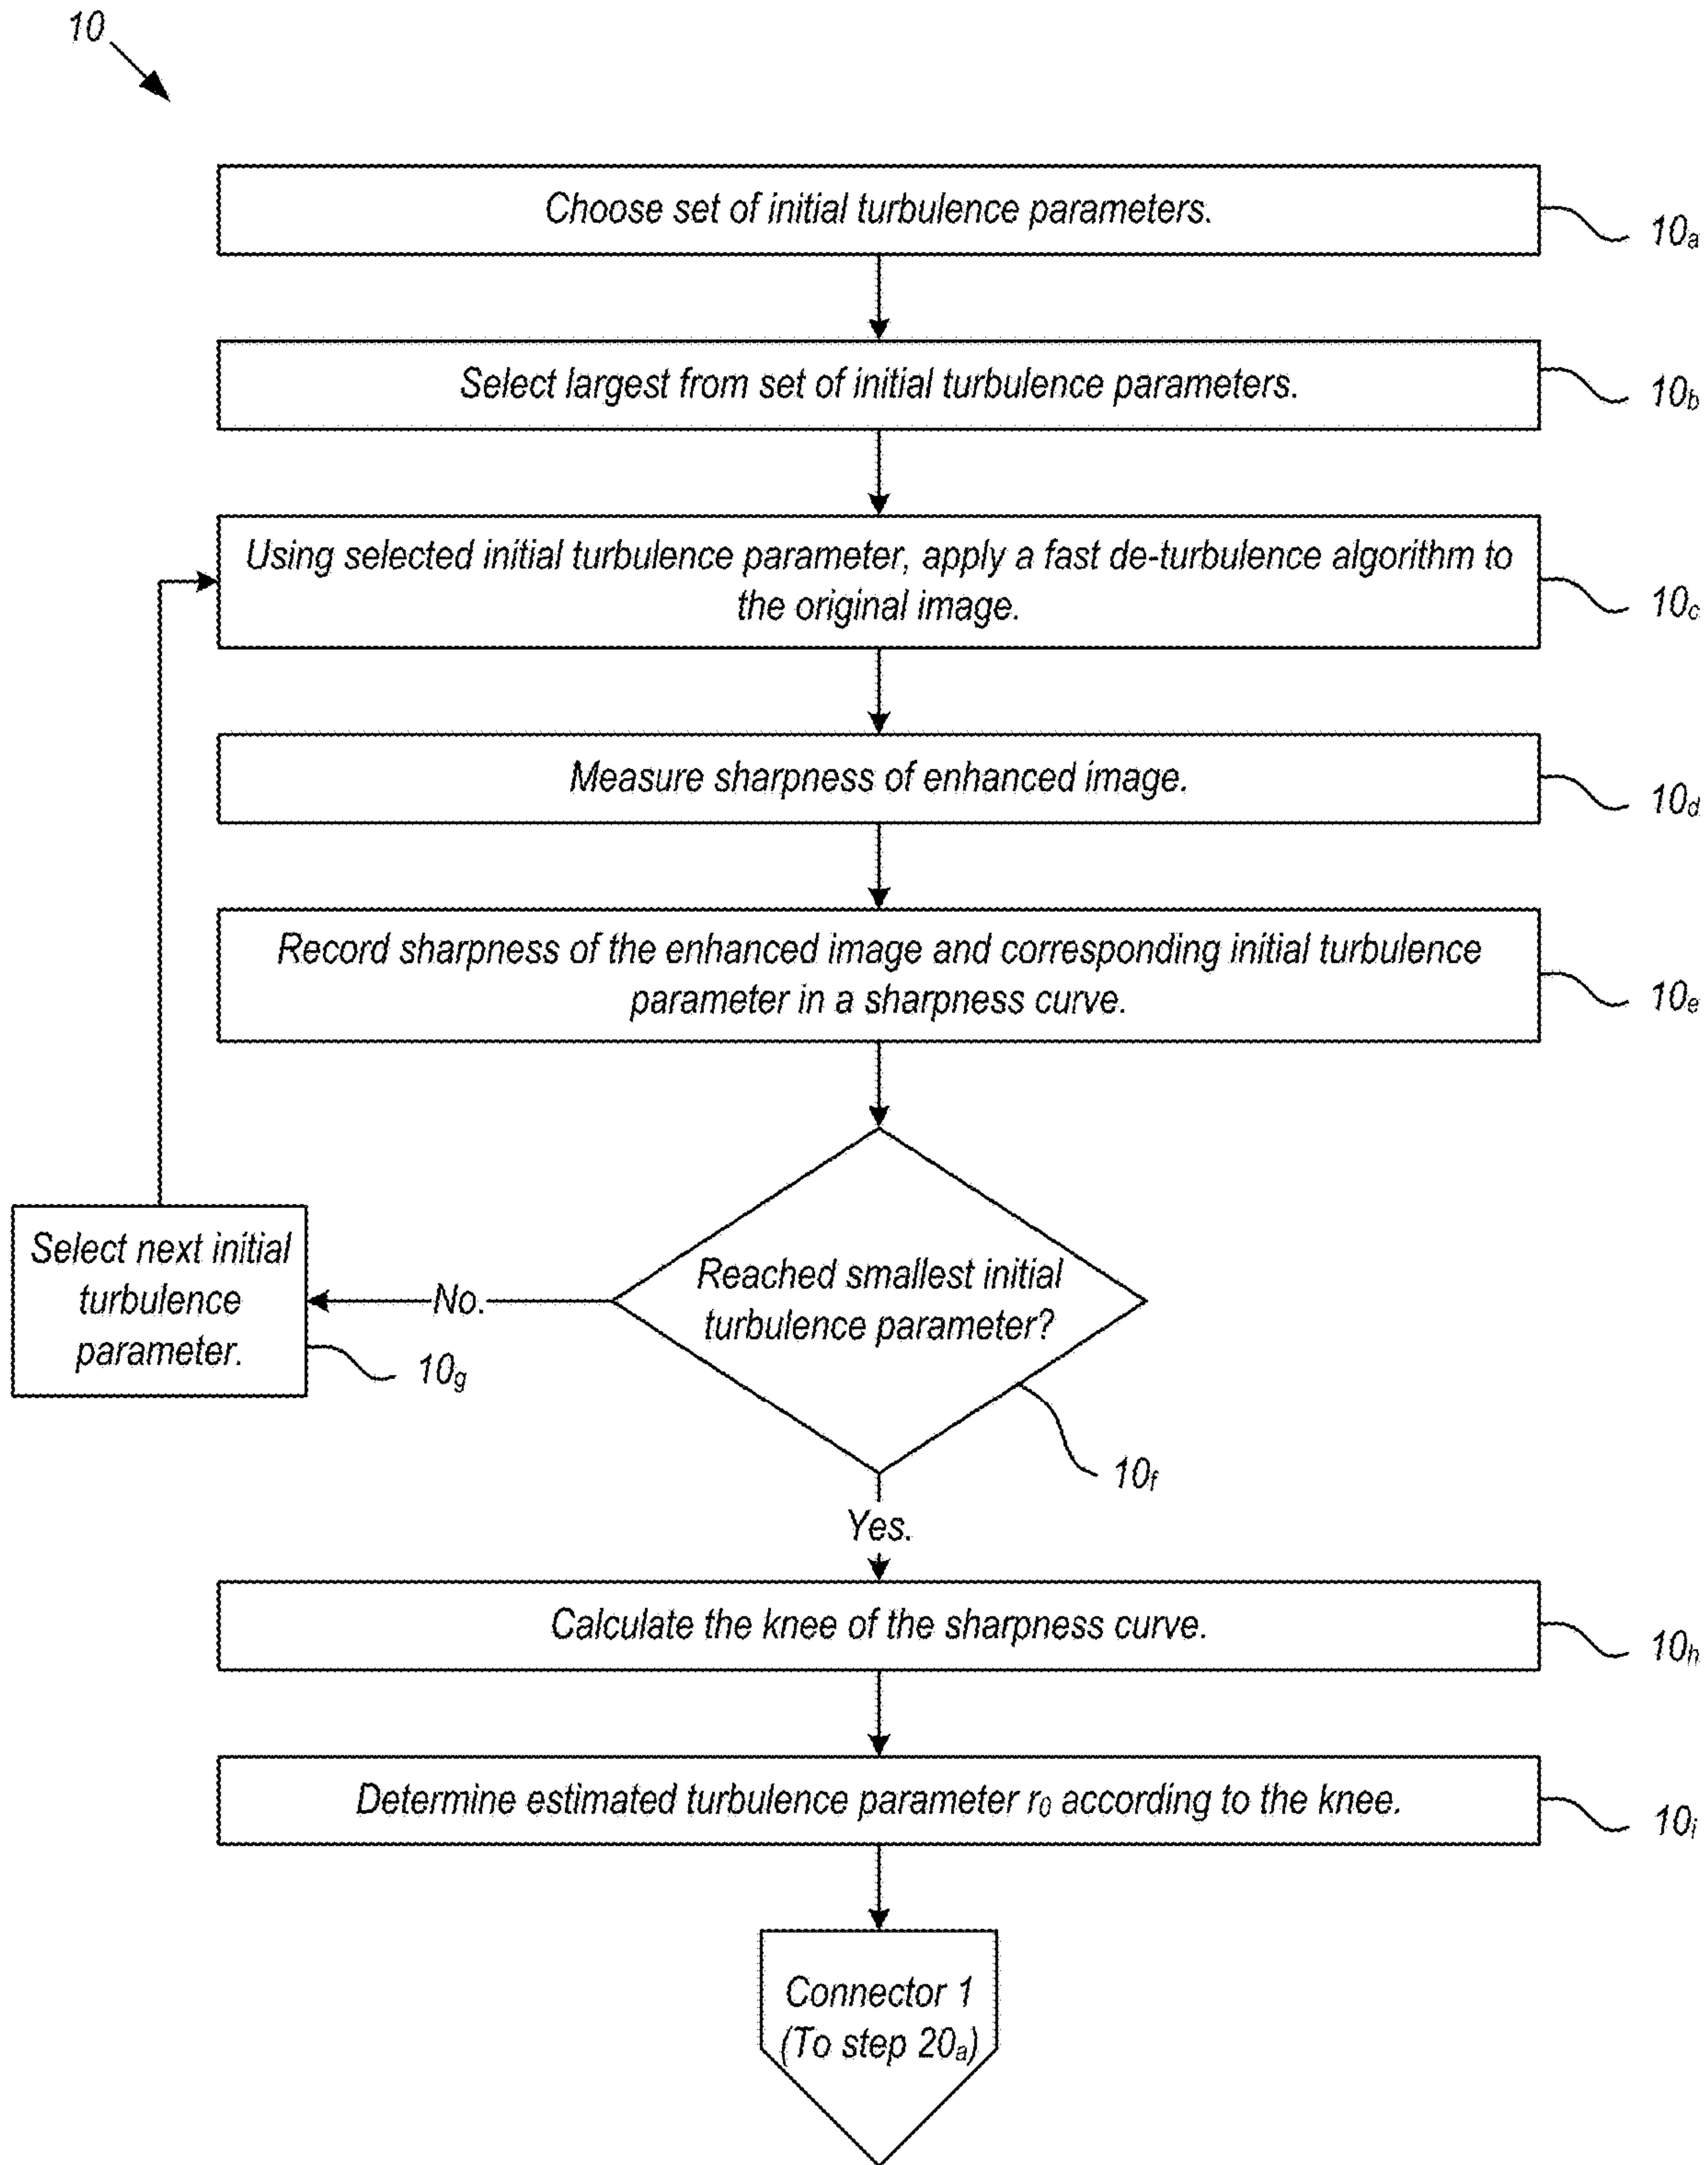 10
Choose set of initial turbulence parameters.
10a
Select largest from set of initial turbulence parameters.
10b
Using selected initial turbulence parameter, apply a fast de-turbulence algorithm to
the original image.
10c
Measure sharpness of enhanced image.
10d
Record sharpness of the enhanced image and corresponding initial turbulence
parameter in a sharpness curve.
10e
Reached smallest initial
turbulence parameter?
10f
No.
Select next initial
turbulence
parameter.
10g
Yes.
Calculate the knee of the sharpness curve.
10h
Determine estimated turbulence parameter r0 according to the knee.
10i
Connector 1
(To step 20a)